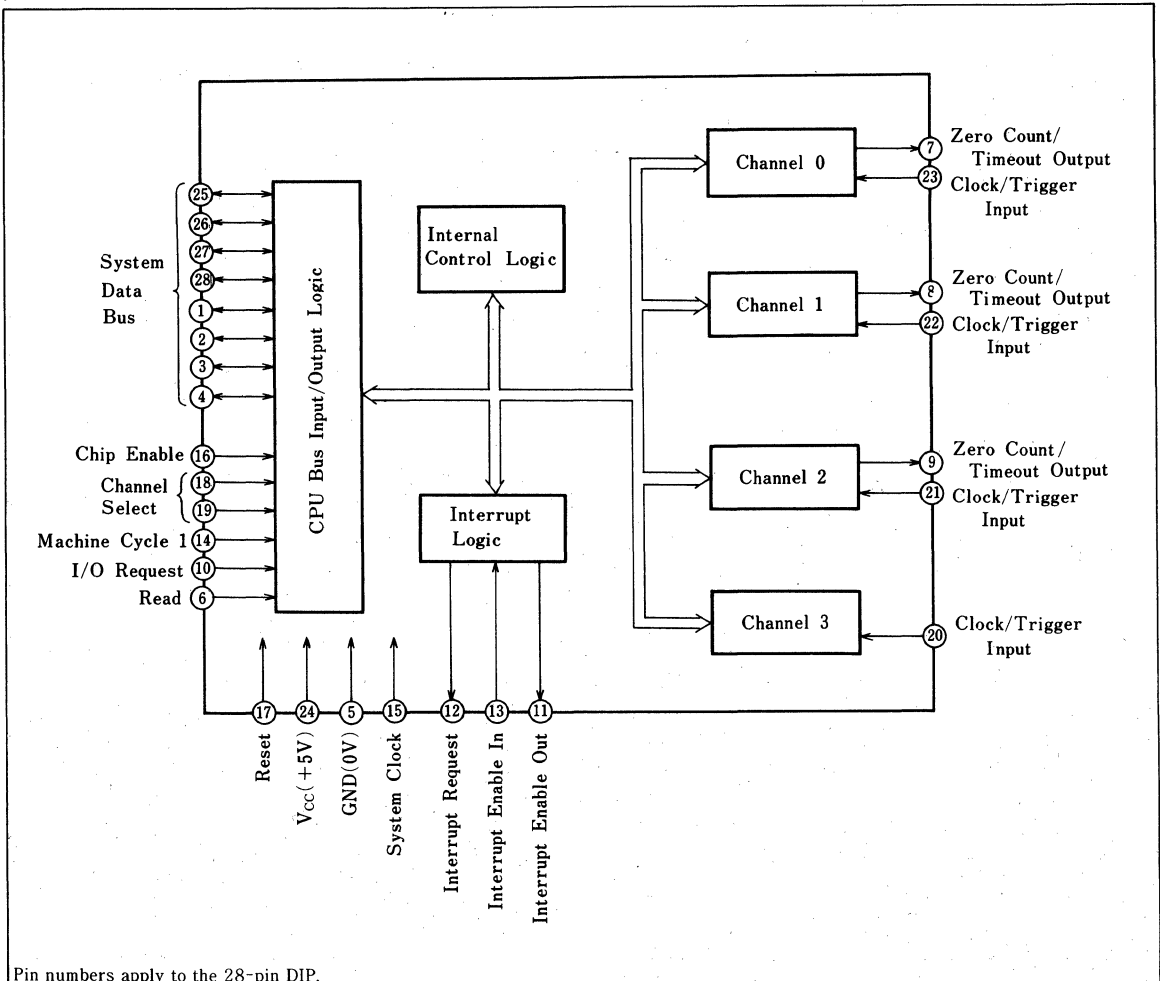 Channel 0
7
Zero Count/
Timeout Output
23
Clock/Trigger
Input
25
26
27
28
1
2
3
4
System
Data
Bus
CPU Bus Input/Output Logic
Internal
Control Logic
Channel 1
8
Zero Count/
Timeout Output
22
Clock/Trigger
Input
Chip Enable
16
Channel
Select
18
19
Machine Cycle 1
14
I/O Request
10
Read
6
Interrupt
Logic
Channel 2
9
Zero Count/
Timeout Output
21
Clock/Trigger
Input
Channel 3
20
Clock/Trigger
Input
17
24
5
15
12
13
11
Reset
VCC(+5V)
GND(0V)
System Clock
Interrupt Request
Interrupt Enable In
Interrupt Enable Out
Pin numbers apply to the 28-pin DIP.